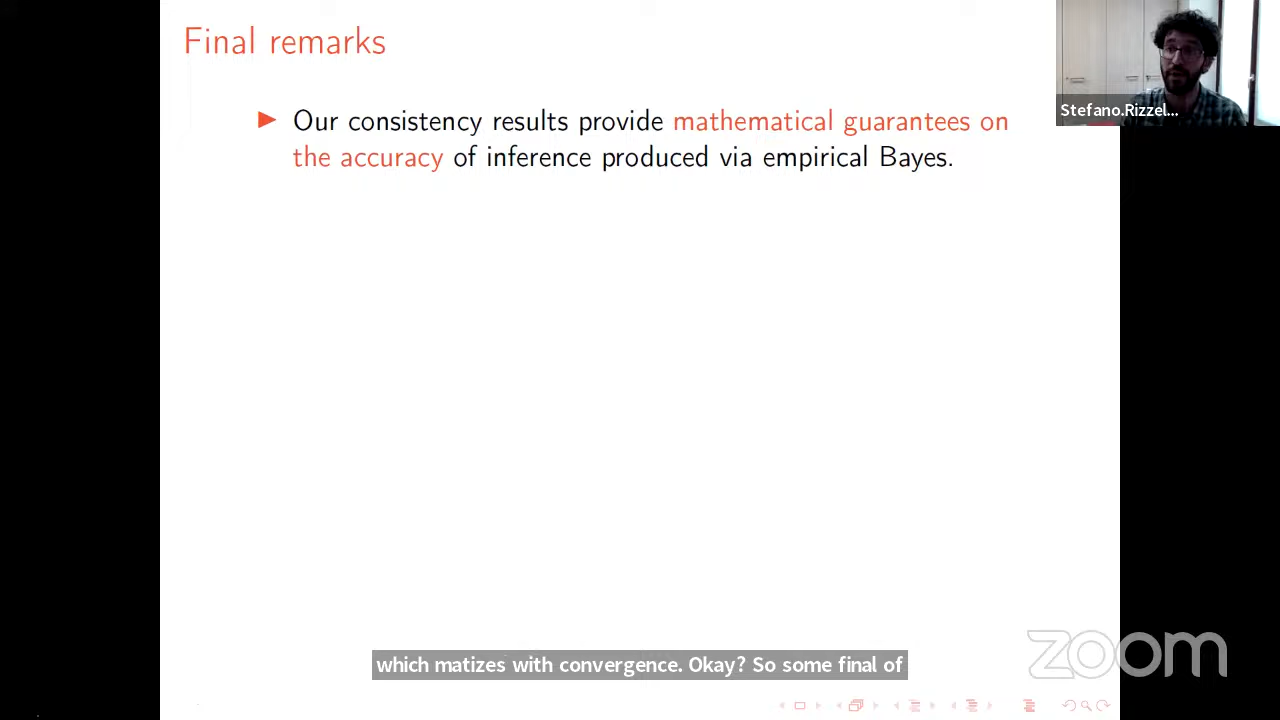 Final remarks
Our consistency results provide mathematical guarantees on
the accuracy of inference produced via empirical Bayes.
Stefano.Rizzel...
which matizes with convergence. Okay? So some final of
zoom